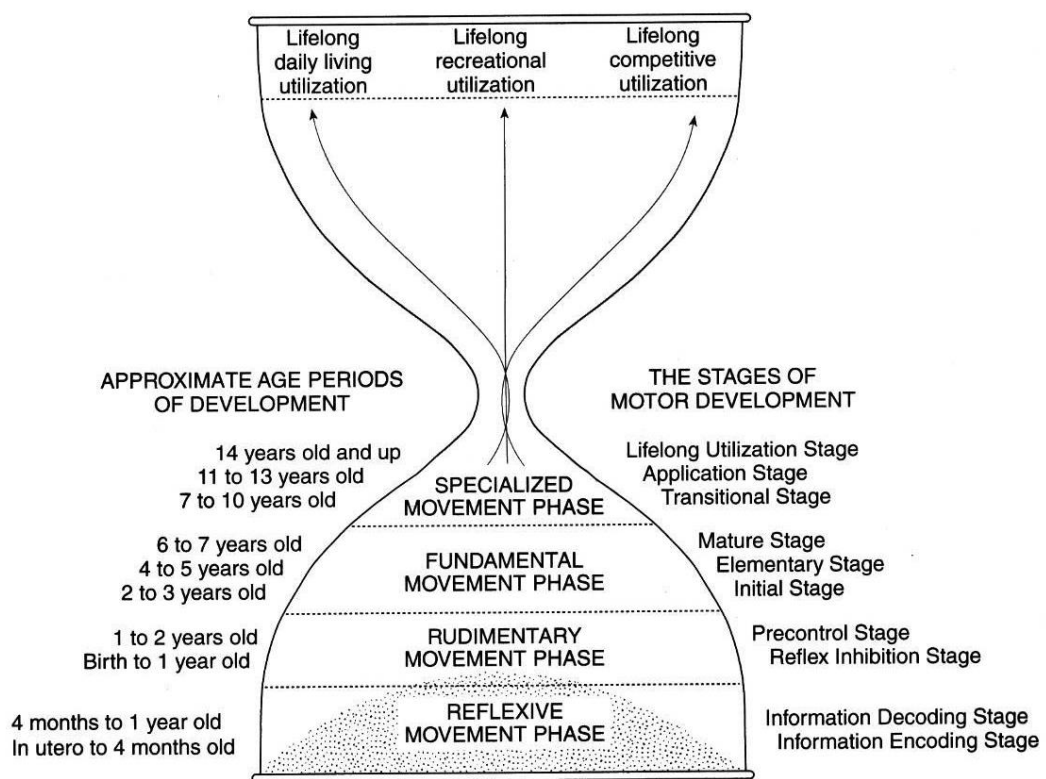 Lifelong
daily living
utilization
Lifelong
recreational
utilization
Lifelong
competitive
utilization
APPROXIMATE AGE PERIODS
OF DEVELOPMENT
THE STAGES OF
MOTOR DEVELOPMENT
14 years old and up
11 to 13 years old
7 to 10 years old
SPECIALIZED
MOVEMENT PHASE
Lifelong Utilization Stage
Application Stage
Transitional Stage
6 to 7 years old
4 to 5 years old
2 to 3 years old
FUNDAMENTAL
MOVEMENT PHASE
Mature Stage
Elementary Stage
Initial Stage
1 to 2 years old
Birth to 1 year old
RUDIMENTARY
MOVEMENT PHASE
Precontrol Stage
Reflex Inhibition Stage
4 months to 1 year old
In utero to 4 months old
REFLEXIVE
MOVEMENT PHASE
Information Decoding Stage
Information Encoding Stage